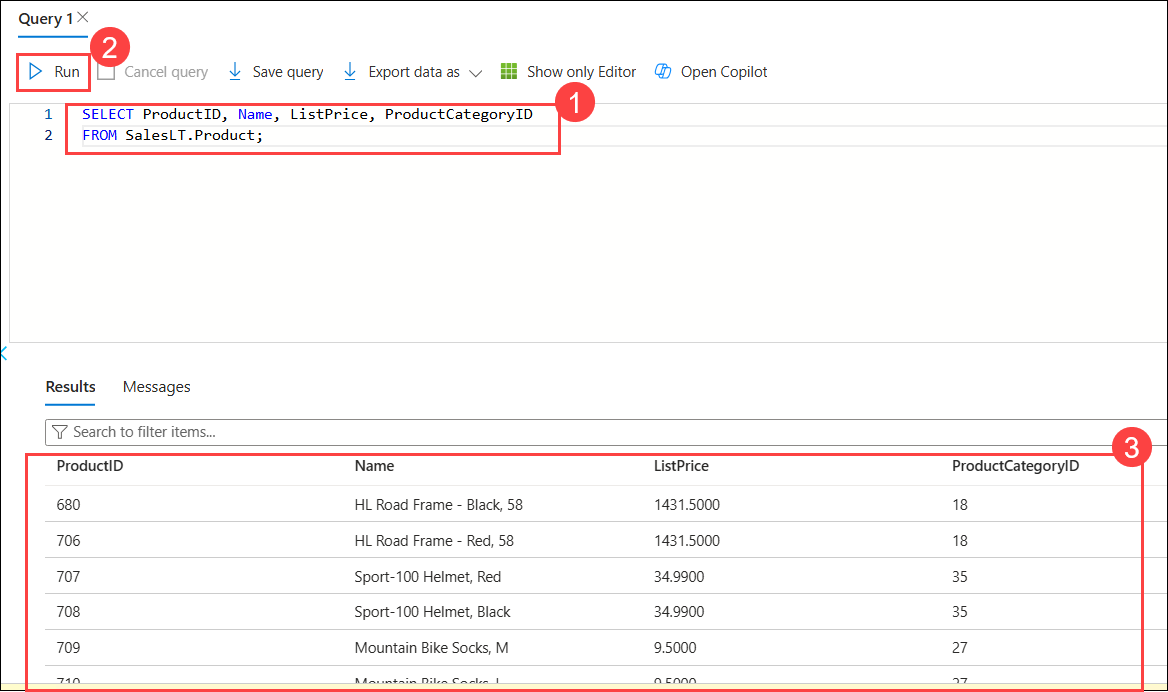 Query 1
2
Run Cancel query Save query Export data as Show only Editor Open Copilot
1
1 SELECT ProductID, Name, ListPrice, ProductCategoryID
2 FROM SalesLT.Product;
Results Messages
Search to filter items...
3
ProductID Name ListPrice ProductCategoryID
680 HL Road Frame - Black, 58 1431.5000 18
706 HL Road Frame - Red, 58 1431.5000 18
707 Sport-100 Helmet, Red 34.9900 35
708 Sport-100 Helmet, Black 34.9900 35
709 Mountain Bike Socks, M 9.5000 27
710 Mountain Bike Socks, L 9.5000 27